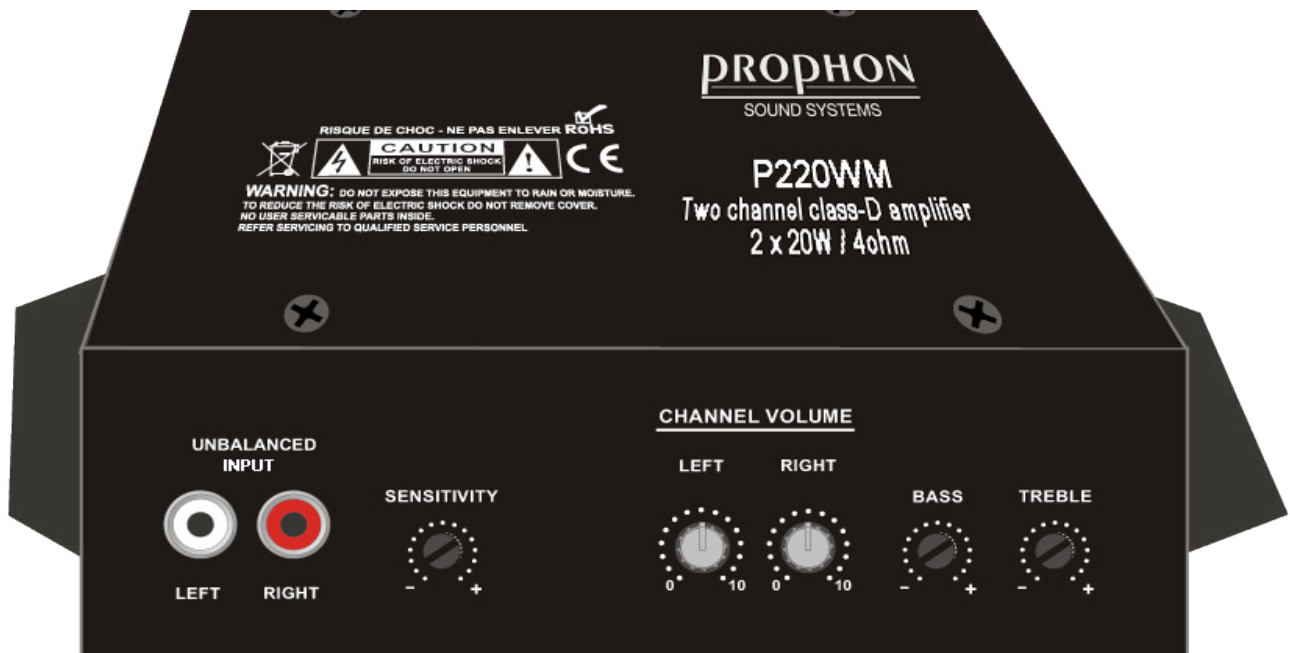 PROPHON
SOUND SYSTEMS
RISQUE DE CHOC - NE PAS ENLEVER ROHS
CAUTION
RISK OF ELECTRIC SHOCK
DO NOT OPEN
CE
WARNING: DO NOT EXPOSE THIS EQUIPMENT TO RAIN OR MOISTURE.
TO REDUCE THE RISK OF ELECTRIC SHOCK DO NOT REMOVE COVER.
NO USER SERVICABLE PARTS INSIDE.
REFER SERVICING TO QUALIFIED SERVICE PERSONNEL
P220WM
Two channel class-D amplifier
2 x 20W / 4ohm
UNBALANCED
INPUT
LEFT RIGHT
SENSITIVITY
- +
CHANNEL VOLUME
LEFT RIGHT
0 10 0 10
BASS TREBLE
- + - +